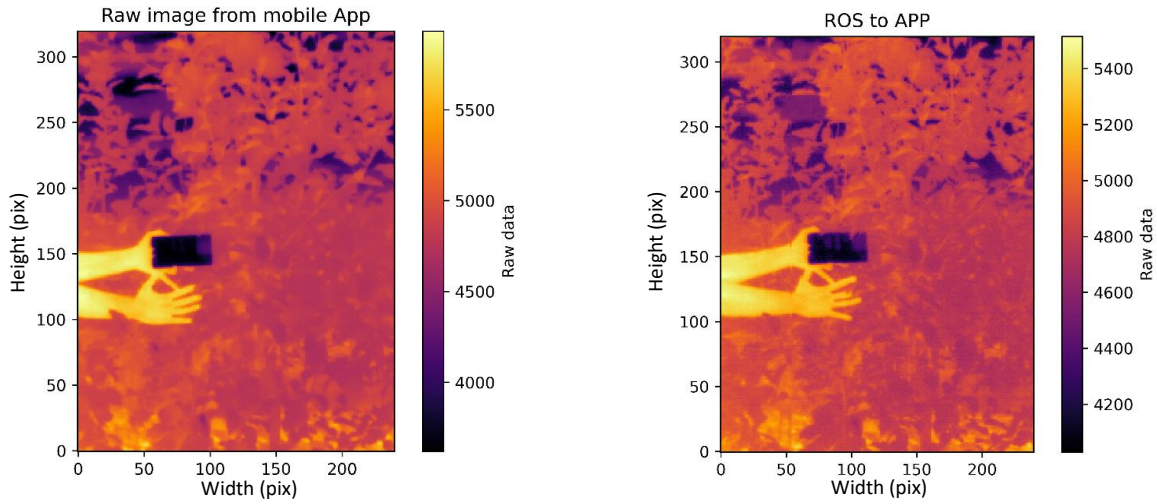 Raw image from mobile App
300
250
200
150
100
50
0
Height (pix)
0 50 100 150 200
Width (pix)
5500
5000
4500
4000
Raw data
ROS to APP
300
250
200
150
100
50
0
Height (pix)
0 50 100 150 200
Width (pix)
5400
5200
5000
4800
4600
4400
4200
Raw data